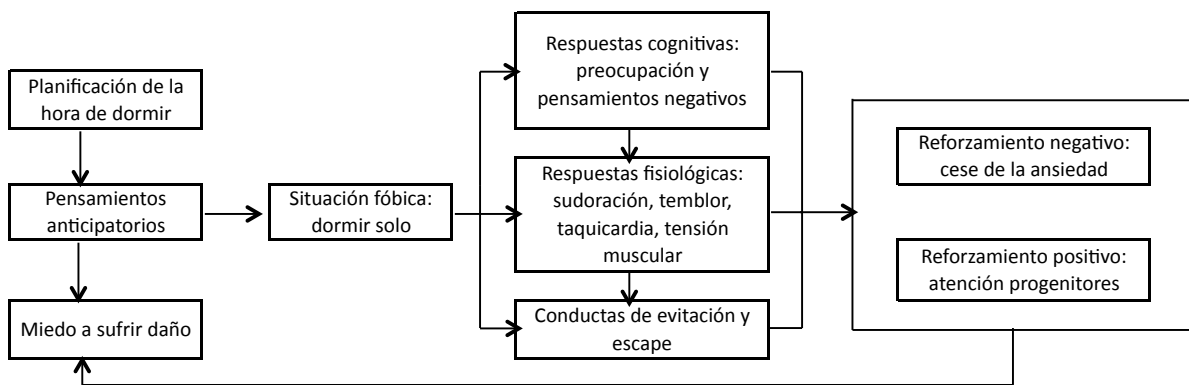 Planificación de la
hora de dormir
Pensamientos
anticipatorios
Miedo a sufrir daño
Situación fóbica:
dormir solo
Respuestas cognitivas:
preocupación y
pensamientos negativos
Respuestas fisiológicas:
sudoración, temblor,
taquicardia, tensión
muscular
Conductas de evitación y
escape
Reforzamiento negativo:
cese de la ansiedad
Reforzamiento positivo:
atención progenitores